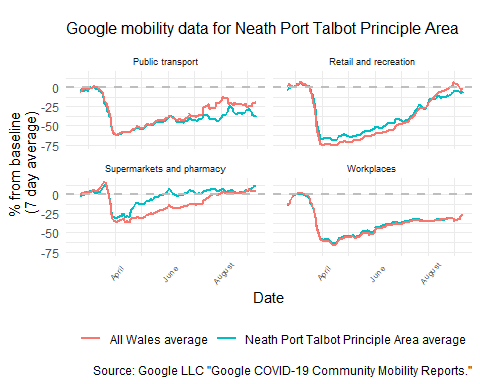 Google mobility data for Neath Port Talbot Principle Area
Public transport
Retail and recreation
0
-25
-50
-75
Supermarkets and pharmacy
Workplaces
0
-25
-50
-75
% from baseline
(7 day average)
April
June
August
April
June
August
Date
All Wales average
Neath Port Talbot Principle Area average
Source: Google LLC "Google COVID-19 Community Mobility Reports."